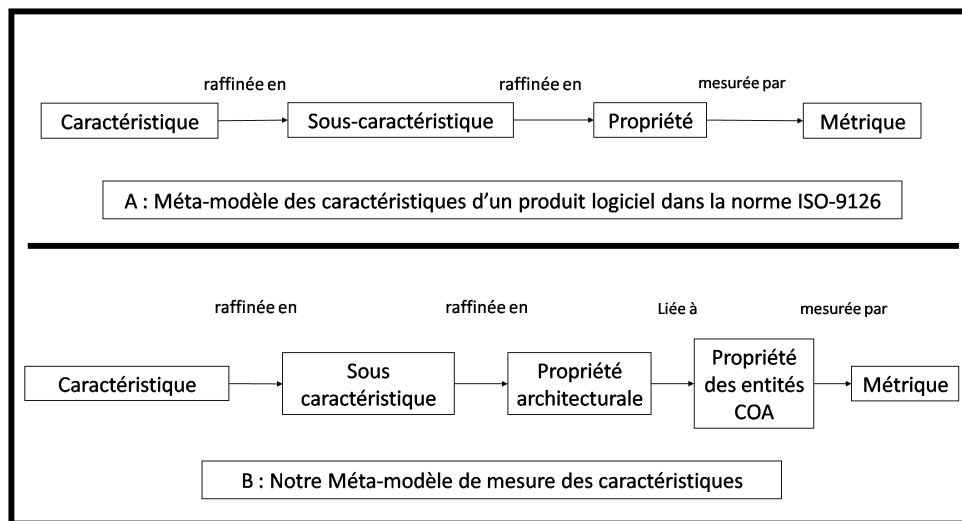 raffinée en raffinée en mesurée par
Caractéristique Sous-caractéristique Propriété Métrique
A : Méta-modèle des caractéristiques d'un produit logiciel dans la norme ISO-9126
raffinée en raffinée en Liée à mesurée par
Caractéristique
Sous
caractéristique
Propriété
architecturale
Propriété
des entités
COA
Métrique
B : Notre Méta-modèle de mesure des caractéristiques